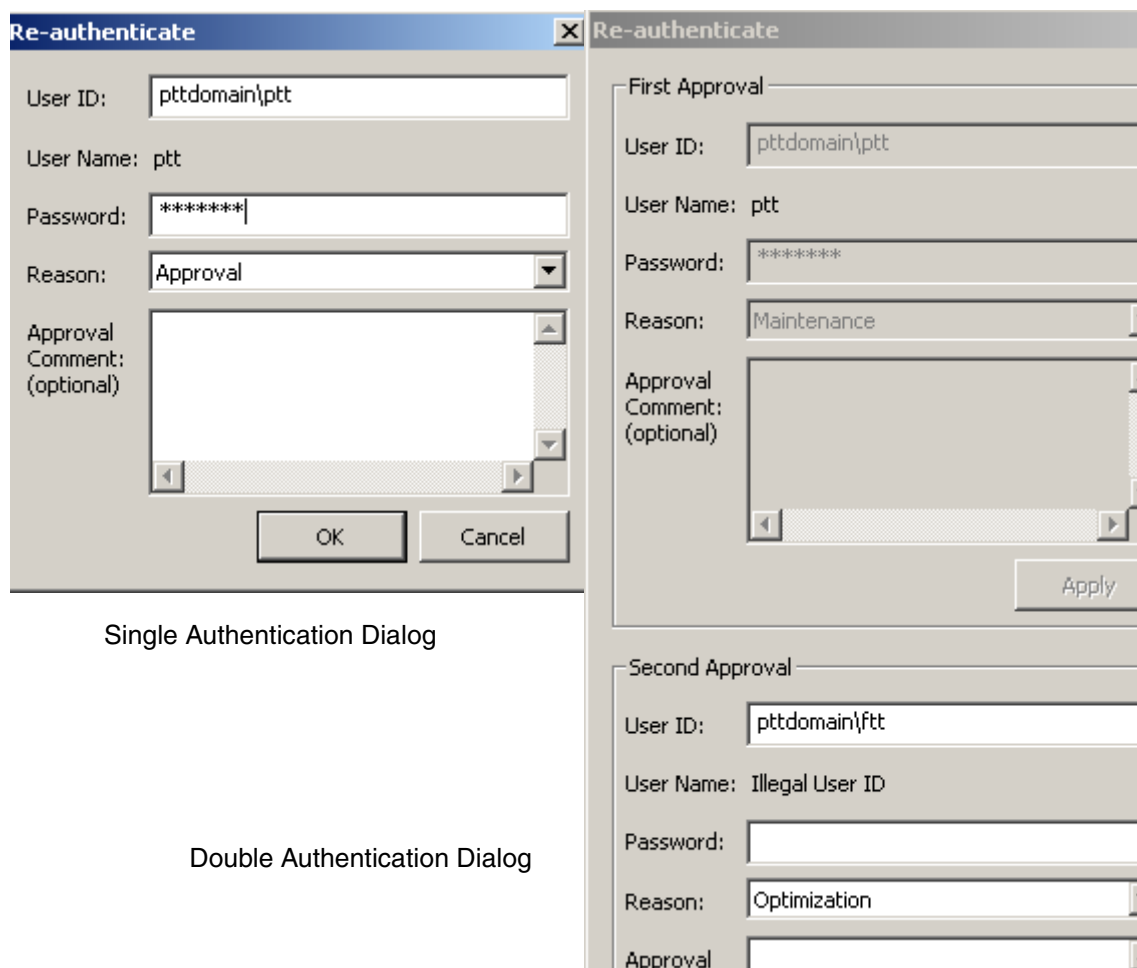 Re-authenticate
User ID: pttdomain\ptt
User Name: ptt
Password: *******
Reason: Approval
Approval
Comment:
(optional)
OK Cancel
Single Authentication Dialog
Double Authentication Dialog
Re-authenticate
First Approval
User ID: pttdomain\ptt
User Name: ptt
Password: *******
Reason: Maintenance
Approval
Comment:
(optional)
Apply
Second Approval
User ID: pttdomain\ftt
User Name: Illegal User ID
Password:
Reason: Optimization
Approval